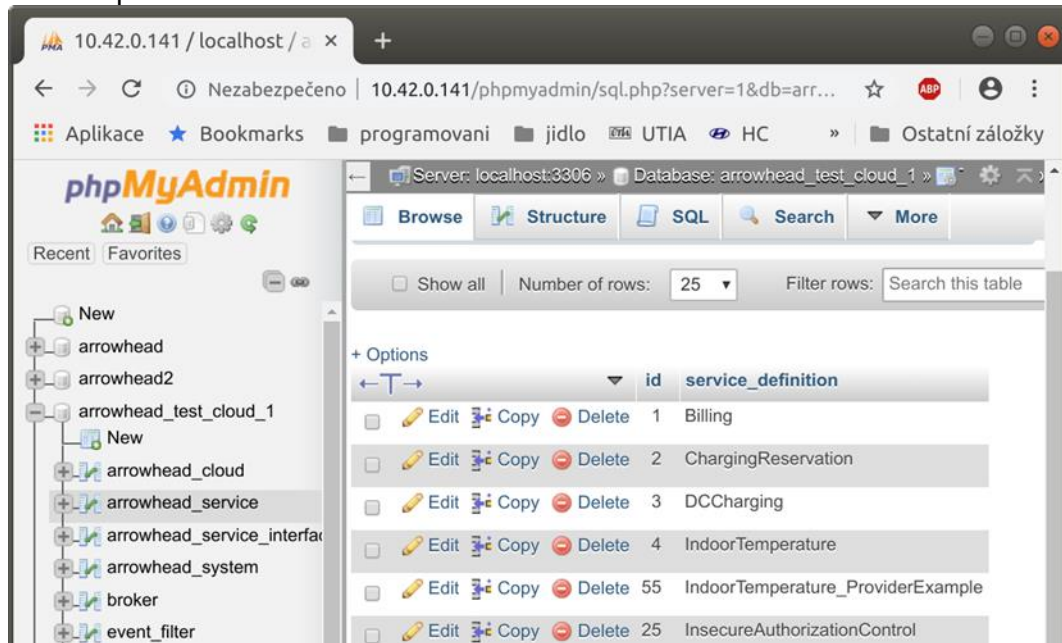 10.42.0.141 / localhost / a
Nezabezpečeno 10.42.0.141/phpmyadmin/sql.php?server=1&db=arr... ABP
Aplikace Bookmarks programovani jidlo UTIA HC » Ostatní záložky
phpMyAdmin
Recent Favorites
New
arrowhead
arrowhead2
arrowhead_test_cloud_1
New
arrowhead_cloud
arrowhead_service
arrowhead_service_interfac
arrowhead_system
broker
event_filter
Server: localhost:3306 » Database: arrowhead_test_cloud_1 »
Browse Structure SQL Search More
Show all Number of rows: 25 Filter rows: Search this table
+ Options
id service_definition
Edit Copy Delete 1 Billing
Edit Copy Delete 2 ChargingReservation
Edit Copy Delete 3 DCCharging
Edit Copy Delete 4 IndoorTemperature
Edit Copy Delete 55 IndoorTemperature_ProviderExample
Edit Copy Delete 25 InsecureAuthorizationControl